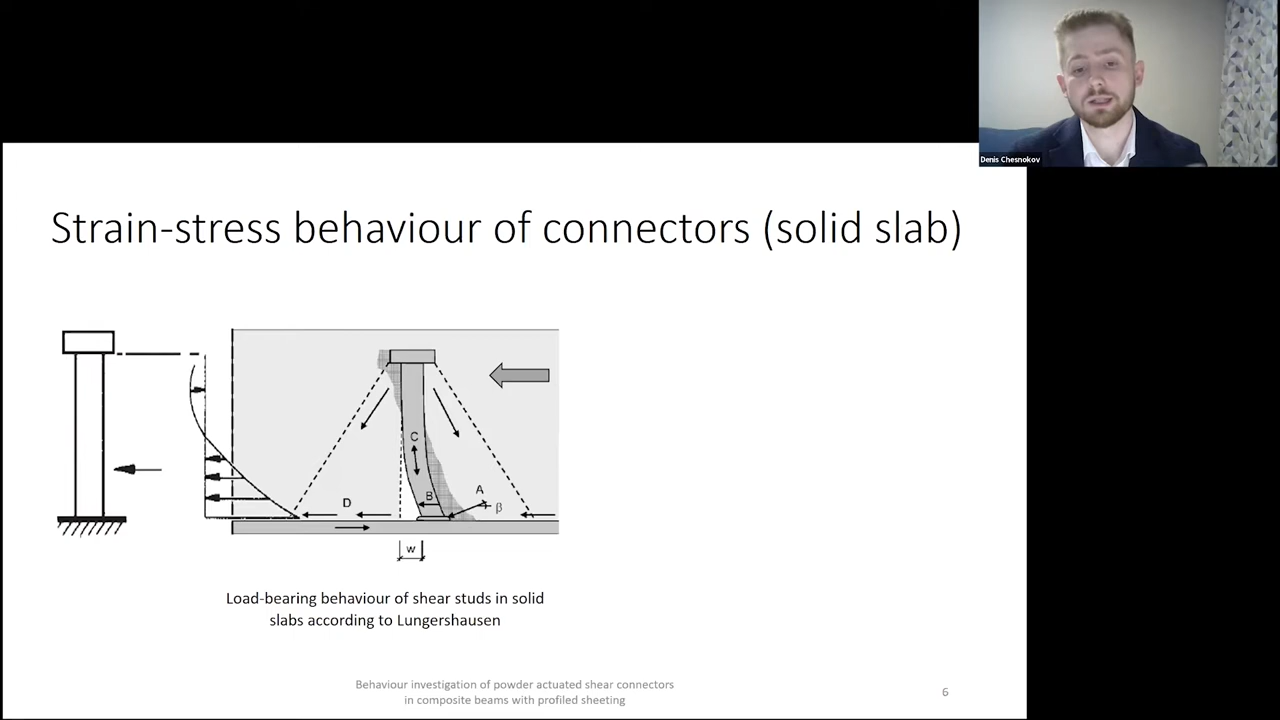 Denis Chesnokov
Strain-stress behaviour of connectors (solid slab)
C
B
A
β
D
w
Load-bearing behaviour of shear studs in solid
slabs according to Lungershausen
Behaviour investigation of powder actuated shear connectors
in composite beams with profiled sheeting
6